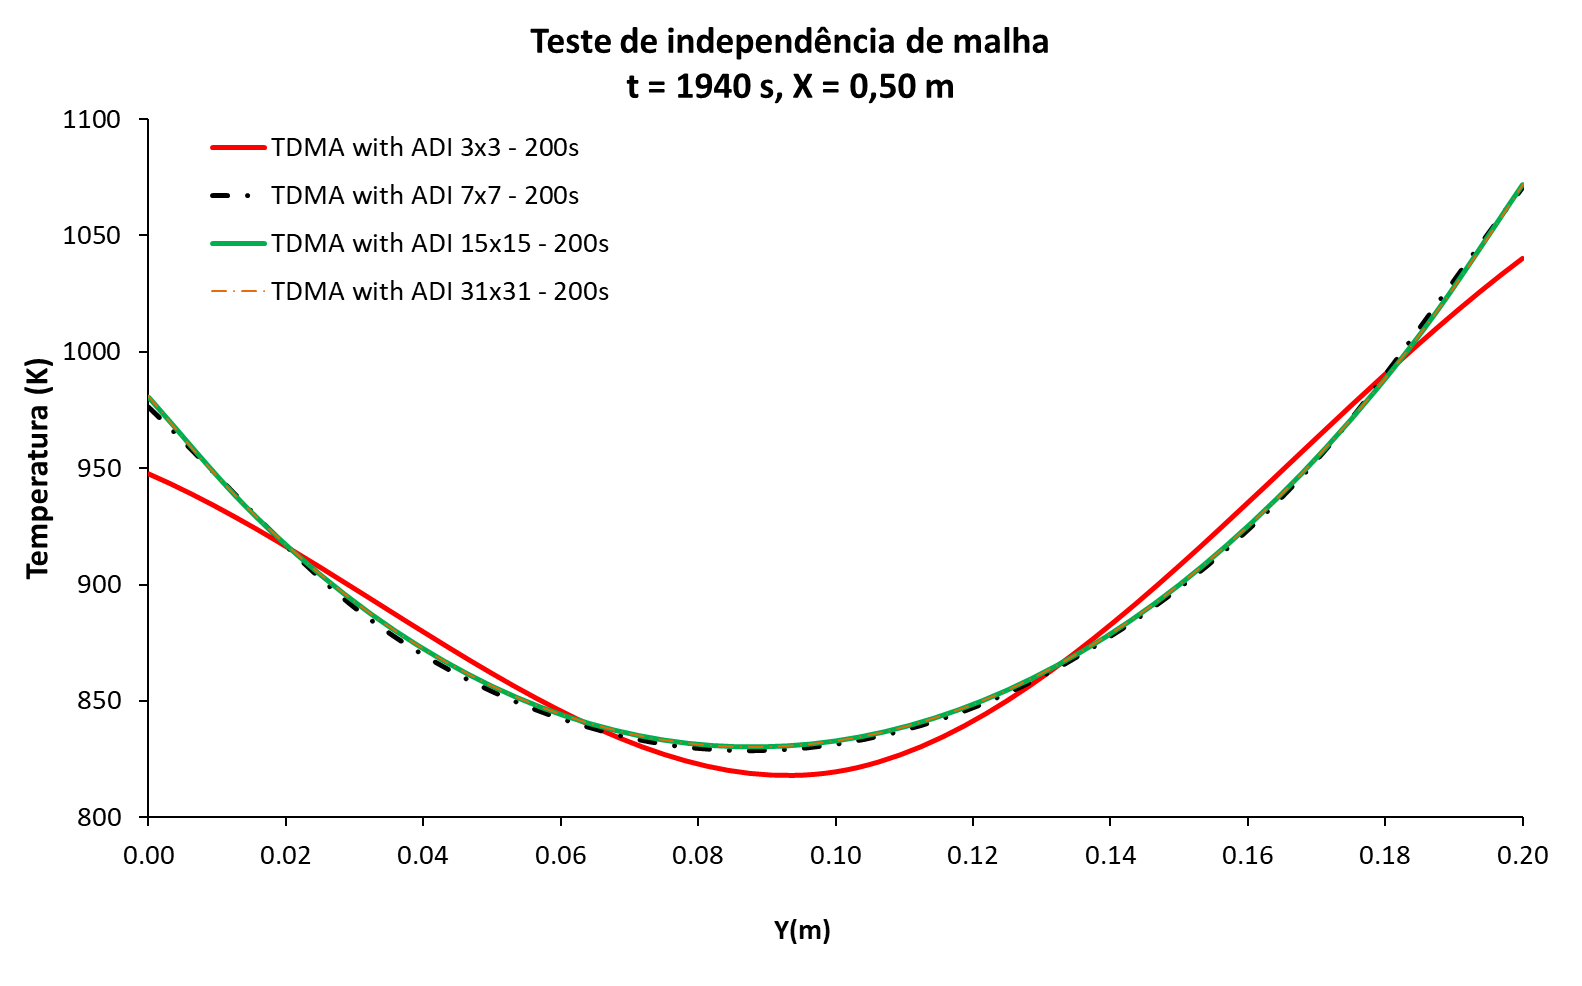 Teste de independência de malha
t = 1940 s, X = 0,50 m
TDMA with ADI 3x3 - 200s
TDMA with ADI 7x7 - 200s
TDMA with ADI 15x15 - 200s
TDMA with ADI 31x31 - 200s
Temperatura (K)
1100
1050
1000
950
900
850
800
0.00 0.02 0.04 0.06 0.08 0.10 0.12 0.14 0.16 0.18 0.20
Y(m)